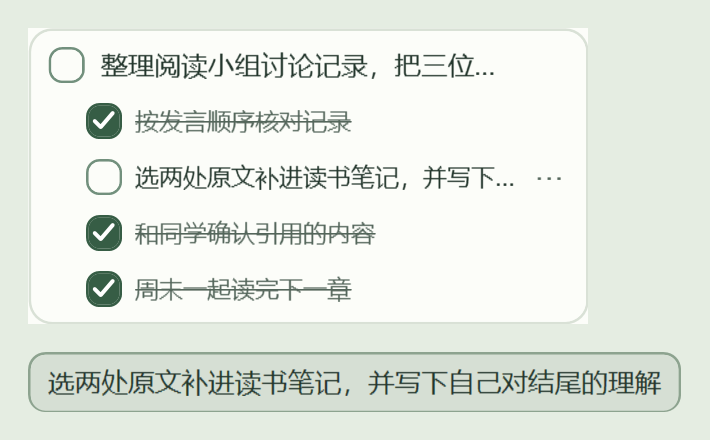 整理阅读小组讨论记录，把三位...
按发言顺序核对记录
选两处原文补进读书笔记，并写下... ...
和同学确认引用的内容
周末一起读完下一章
选两处原文补进读书笔记，并写下自己对结尾的理解